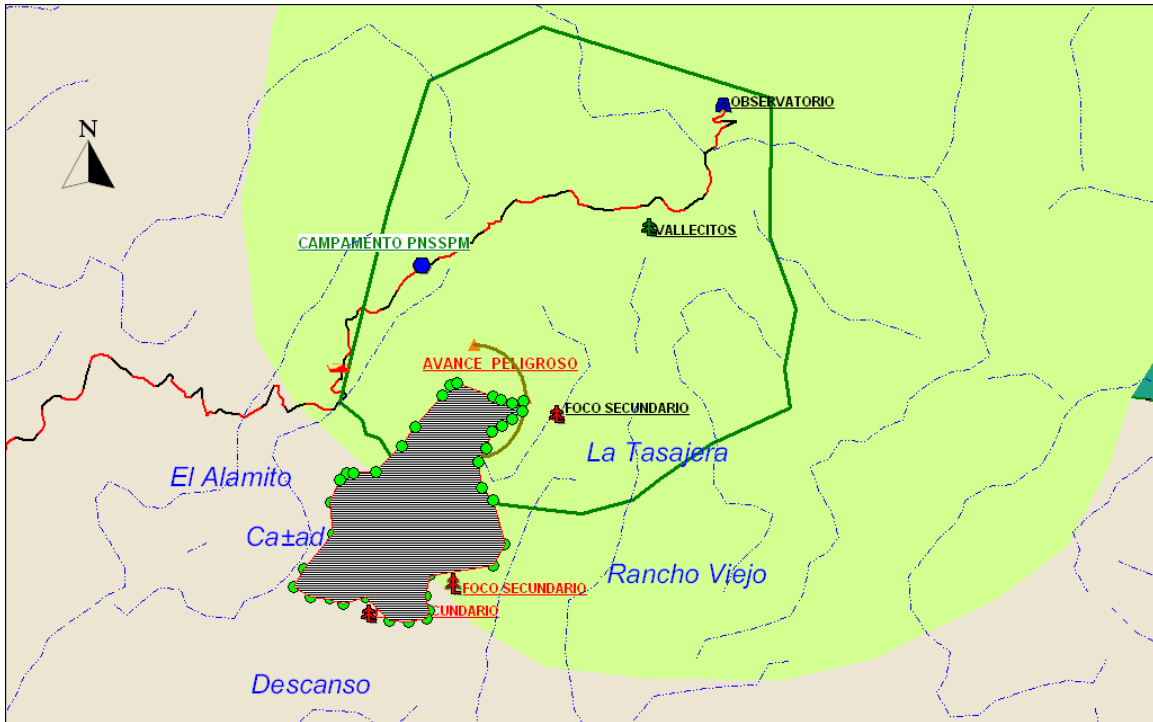 OBSERVATORIO
N
VALLECITOS
CAMPAMENTO PNSSPM
AVANCE PELIGROSO
FOCO SECUNDARIO
La Tasajera
El Alamito
Ca±ad
Rancho Viejo
FOCO SECUNDARIO
CUNDARIO
Descanso